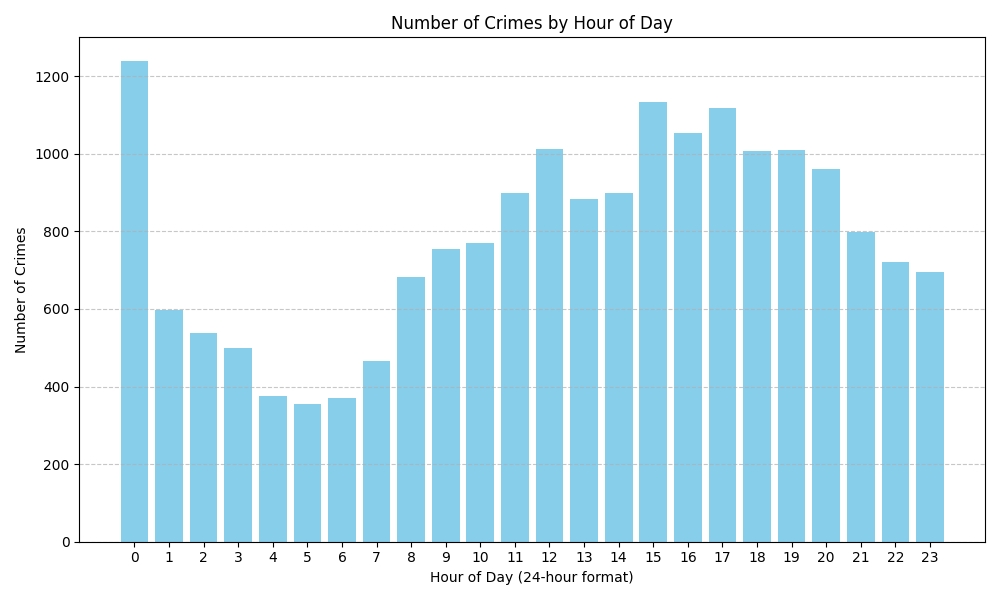 Number of Crimes by Hour of Day
Number of Crimes
1200
1000
800
600
400
200
0
0 1 2 3 4 5 6 7 8 9 10 11 12 13 14 15 16 17 18 19 20 21 22 23
Hour of Day (24-hour format)